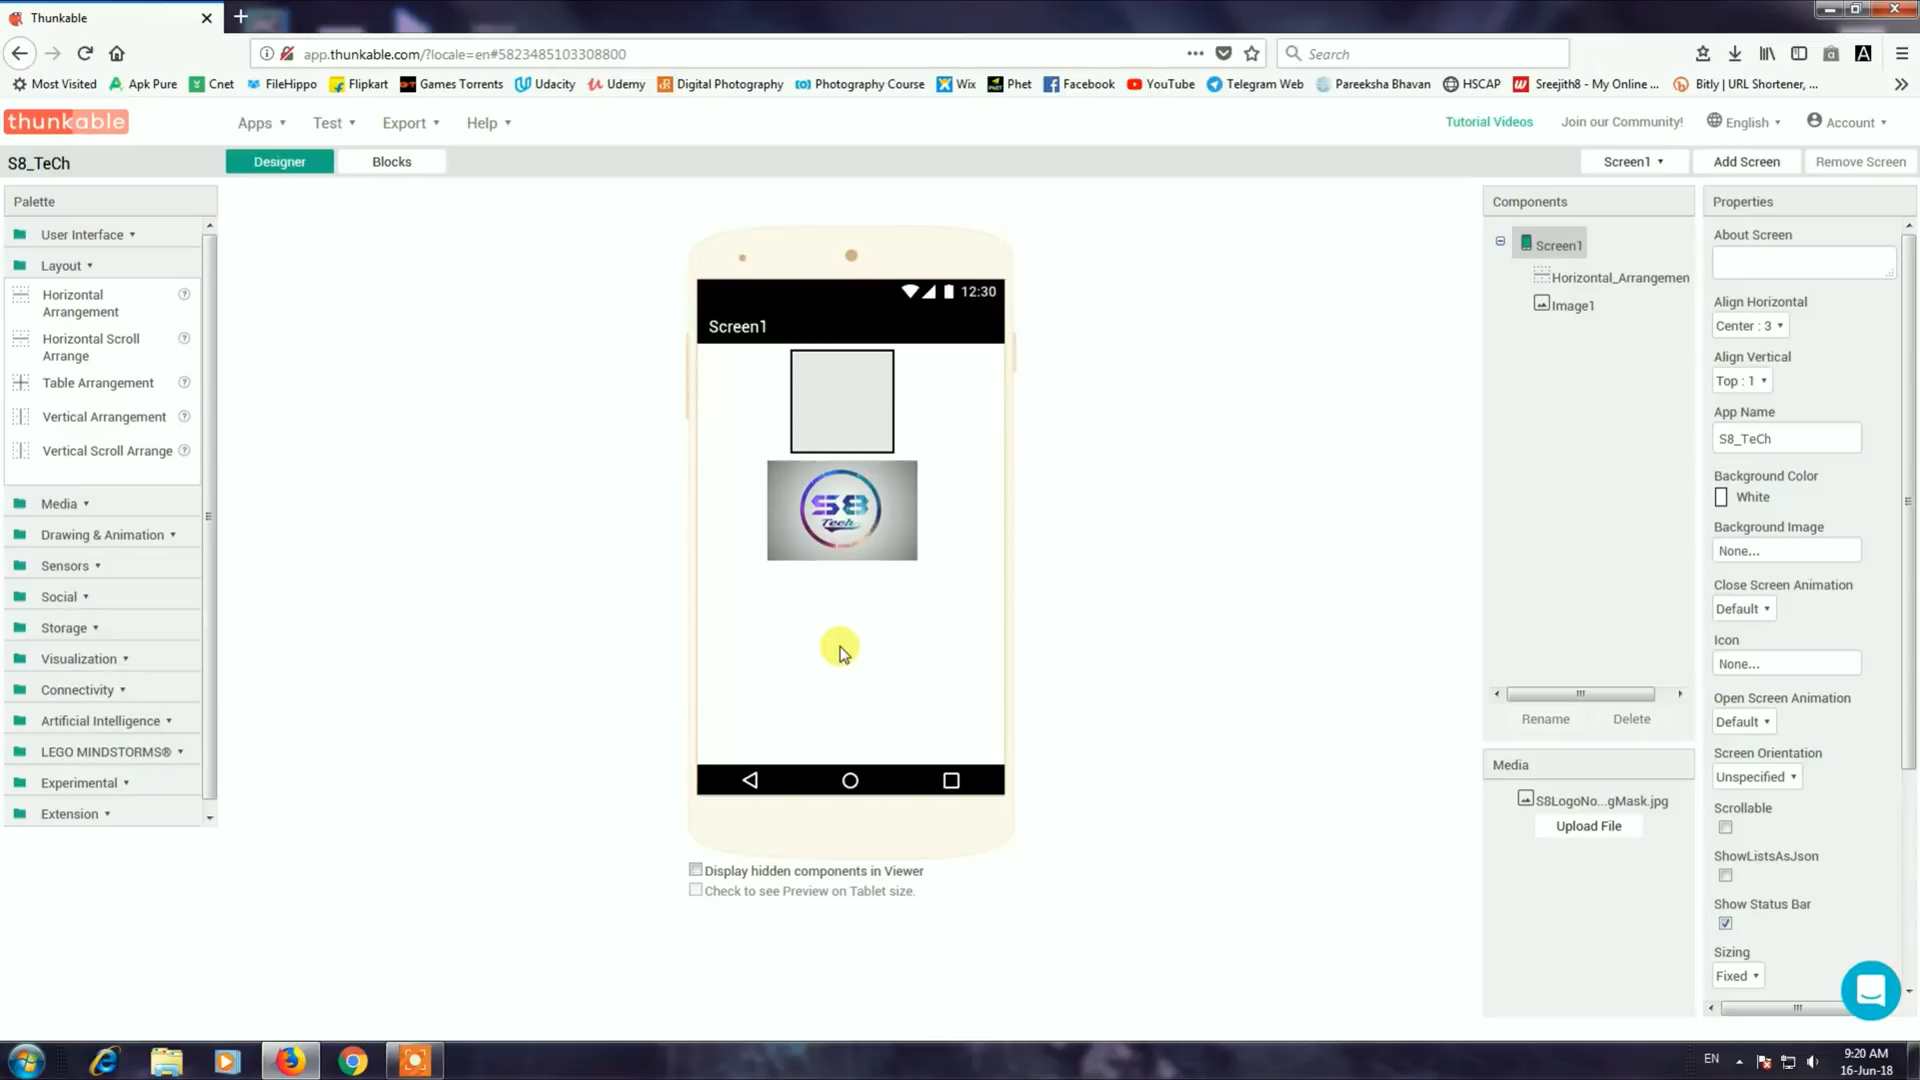 Thunkable
app.thunkable.com/?locale=en#5823485103308800
Search
Most Visited
Apk Pure
Cnet
FileHippo
Flipkart
Games Torrents
Udacity
Udemy
Digital Photography
Photography Course
Wix
Phet
Facebook
YouTube
Telegram Web
Pareeksha Bhavan
HSCAP
Sreejith8 - My Online ...
Bitly | URL Shortener, ...
thunkable
Apps
Test
Export
Help
Tutorial Videos
Join our Community!
English
Account
S8_TeCh
Designer
Blocks
Screen1
Add Screen
Remove Screen
Palette
User Interface
Layout
Horizontal
Arrangement
Horizontal Scroll
Arrange
Table Arrangement
Vertical Arrangement
Vertical Scroll Arrange
Media
Drawing & Animation
Sensors
Social
Storage
Visualization
Connectivity
Artificial Intelligence
LEGO MINDSTORMS®
Experimental
Extension
12:30
Screen1
S8
Tech
Display hidden components in Viewer
Check to see Preview on Tablet size.
Components
Screen1
Horizontal_Arrangemen
Image1
Rename
Delete
Media
S8LogoNo...gMask.jpg
Upload File
Properties
About Screen
Align Horizontal
Center : 3
Align Vertical
Top : 1
App Name
S8_TeCh
Background Color
White
Background Image
None...
Close Screen Animation
Default
Icon
None...
Open Screen Animation
Default
Screen Orientation
Unspecified
Scrollable
ShowListsAsJson
Show Status Bar
Sizing
Fixed
EN
9:20 AM
16-Jun-18